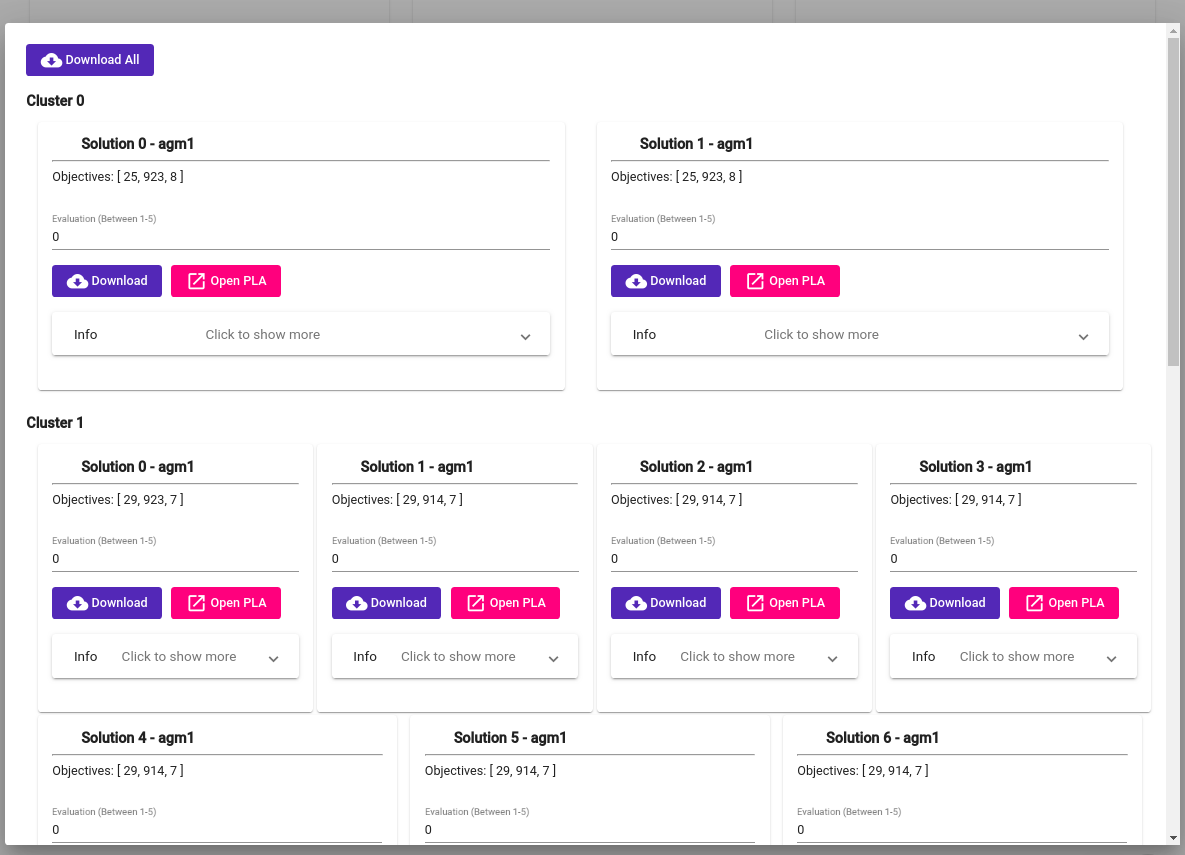 Download All
Cluster 0
Solution 0 - agm1
Objectives: [ 25, 923, 8 ]
Evaluation (Between 1-5)
0
Download Open PLA
Info Click to show more
Solution 1 - agm1
Objectives: [ 25, 923, 8 ]
Evaluation (Between 1-5)
0
Download Open PLA
Info Click to show more
Cluster 1
Solution 0 - agm1
Objectives: [ 29, 923, 7 ]
Evaluation (Between 1-5)
0
Download Open PLA
Info Click to show more
Solution 1 - agm1
Objectives: [ 29, 914, 7 ]
Evaluation (Between 1-5)
0
Download Open PLA
Info Click to show more
Solution 2 - agm1
Objectives: [ 29, 914, 7 ]
Evaluation (Between 1-5)
0
Download Open PLA
Info Click to show more
Solution 3 - agm1
Objectives: [ 29, 914, 7 ]
Evaluation (Between 1-5)
0
Download Open PLA
Info Click to show more
Solution 4 - agm1
Objectives: [ 29, 914, 7 ]
Evaluation (Between 1-5)
0
Solution 5 - agm1
Objectives: [ 29, 914, 7 ]
Evaluation (Between 1-5)
0
Solution 6 - agm1
Objectives: [ 29, 914, 7 ]
Evaluation (Between 1-5)
0